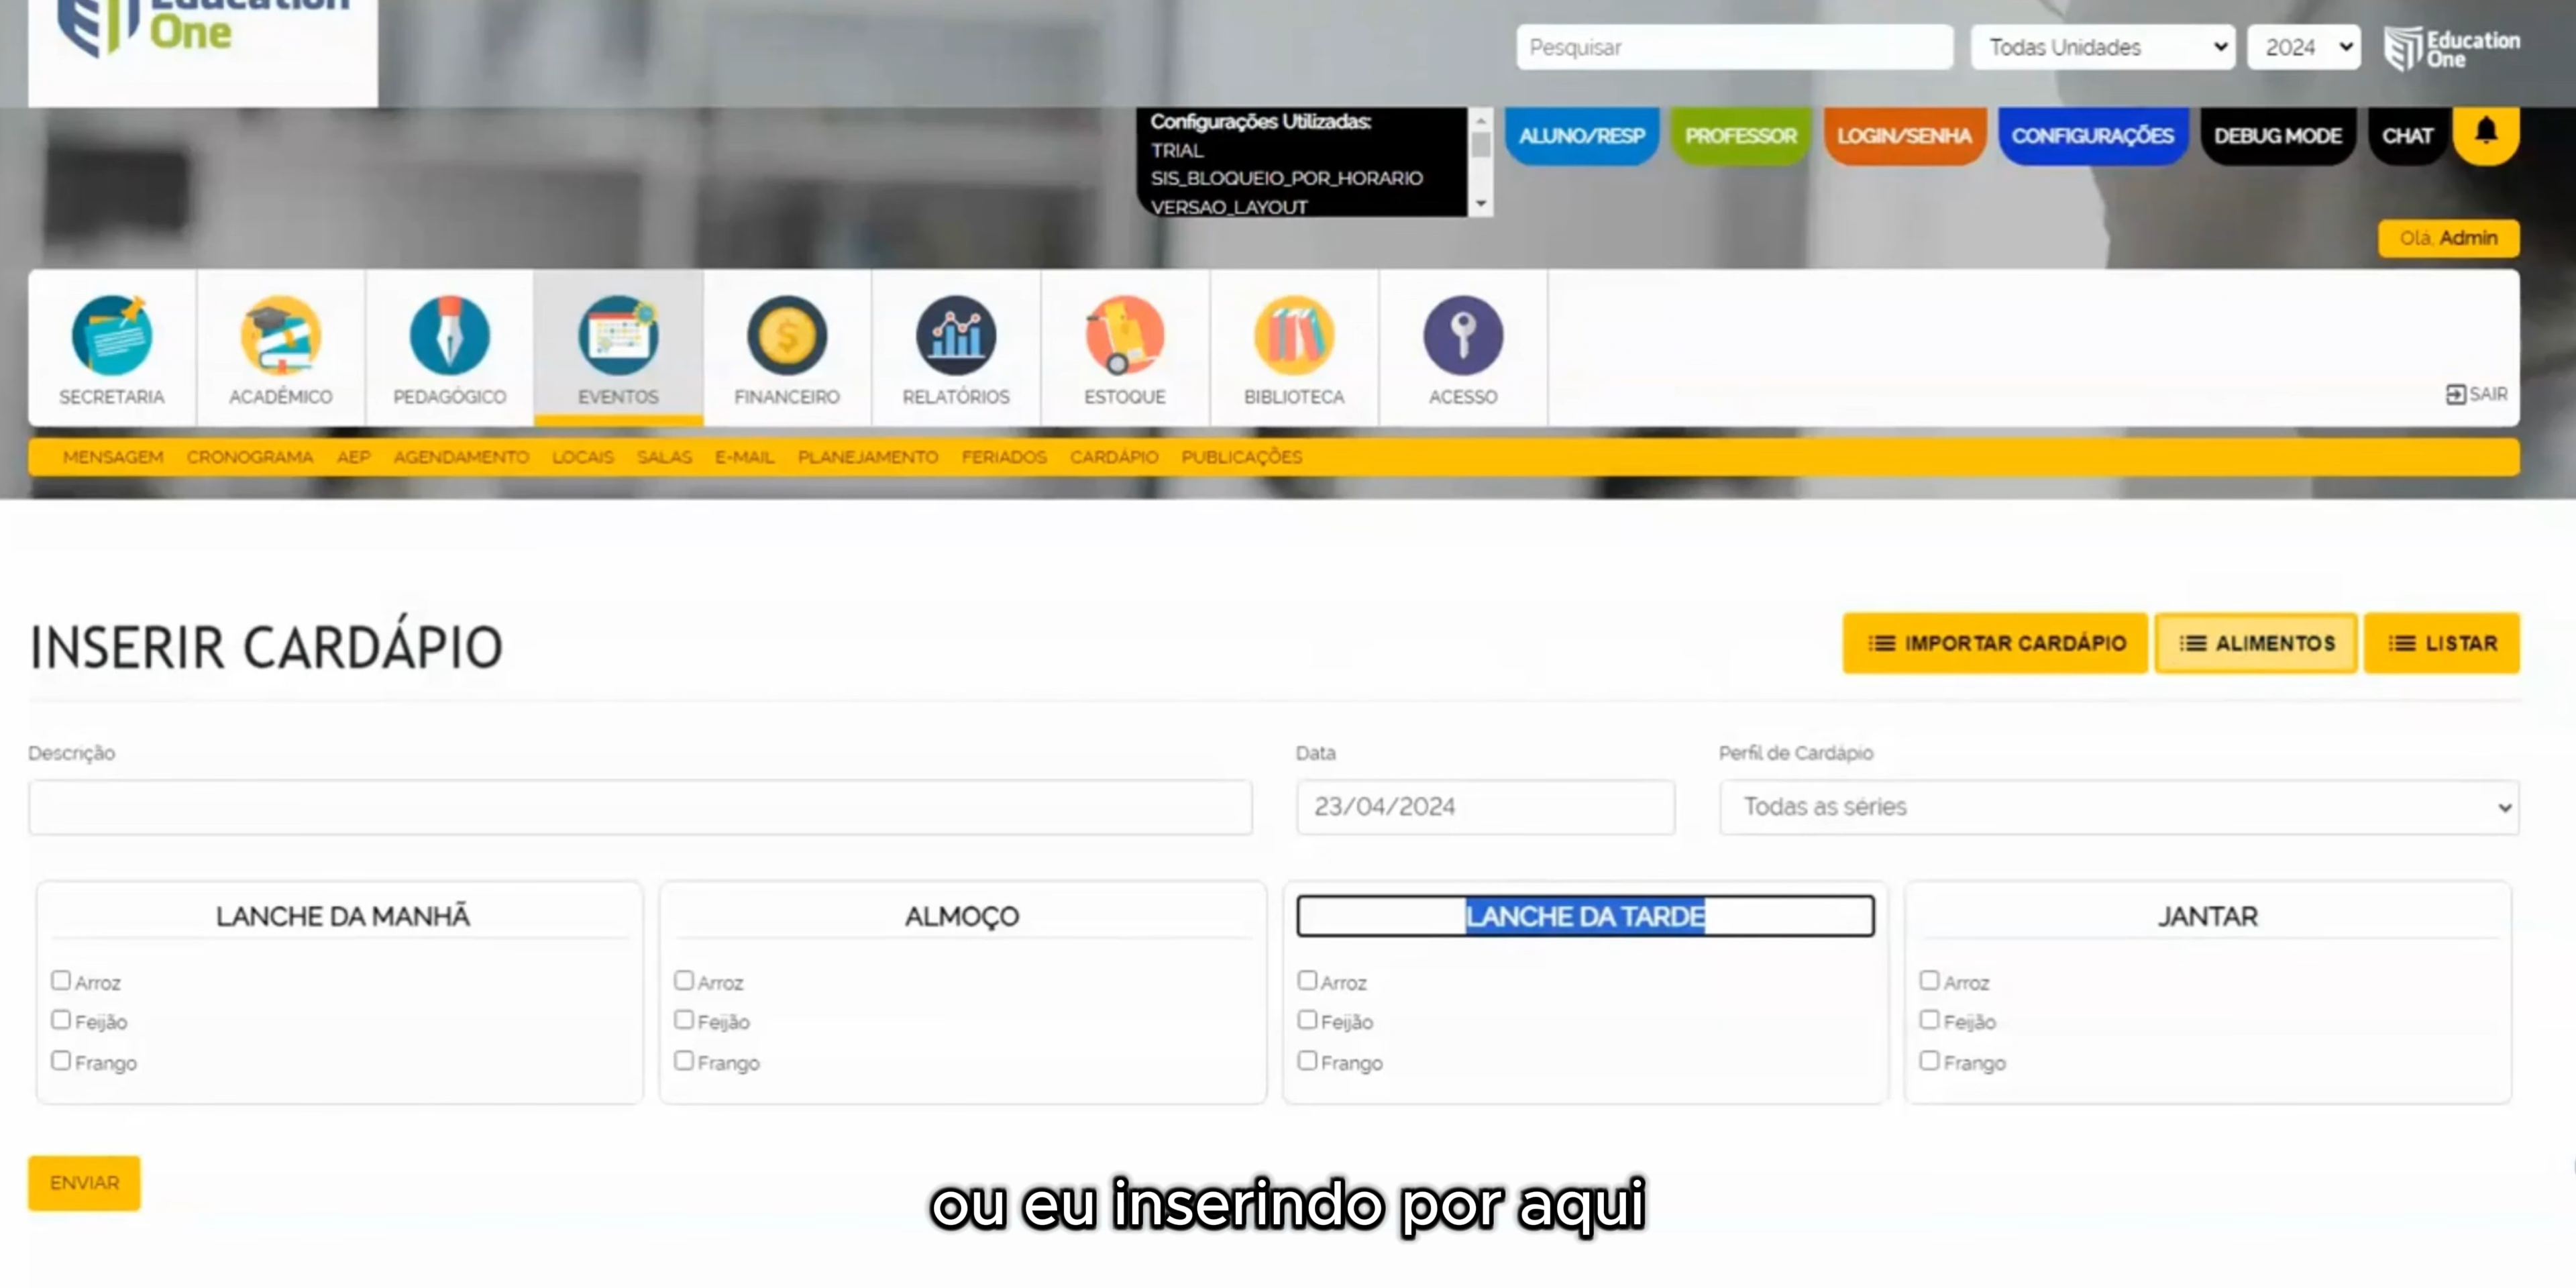 Education
One
Pesquisar
Todas Unidades
2024
Education
One
Configurações Utilizadas:
TRIAL
SIS_BLOQUEIO_POR_HORARIO
VERSAO_LAYOUT
ALUNO/RESP
PROFESSOR
LOGIN/SENHA
CONFIGURAÇÕES
DEBUG MODE
CHAT
Olá, Admin
SECRETARIA
ACADÊMICO
PEDAGÓGICO
EVENTOS
FINANCEIRO
RELATÓRIOS
ESTOQUE
BIBLIOTECA
ACESSO
SAIR
MENSAGEM CRONOGRAMA AEP AGENDAMENTO LOCAIS SALAS E-MAIL PLANEJAMENTO FERIADOS CARDÁPIO PUBLICAÇÕES
INSERIR CARDÁPIO
IMPORTAR CARDÁPIO
ALIMENTOS
LISTAR
Descrição
Data
23/04/2024
Perfil de Cardápio
Todas as séries
LANCHE DA MANHÃ
Arroz
Feijão
Frango
ALMOÇO
Arroz
Feijão
Frango
LANCHE DA TARDE
Arroz
Feijão
Frango
JANTAR
Arroz
Feijão
Frango
ENVIAR
ou eu inserindo por aqui